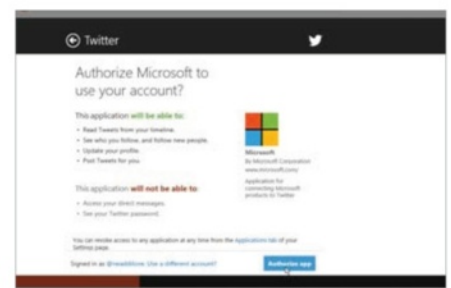 Twitter
Authorize Microsoft to
use your account?
This application will be able to:
• Read Tweets from your timeline.
• See who you follow, and follow new people.
• Update your profile.
• Post Tweets for you.
Microsoft
By Microsoft Corporation
www.microsoft.com/
Application for
connecting Microsoft
products to Twitter
This application will not be able to:
• Access your direct messages.
• See your Twitter password.
You can revoke access to any application at any time from the Applications tab of your
Settings page.
Signed in as Use a different account?
Authorize app